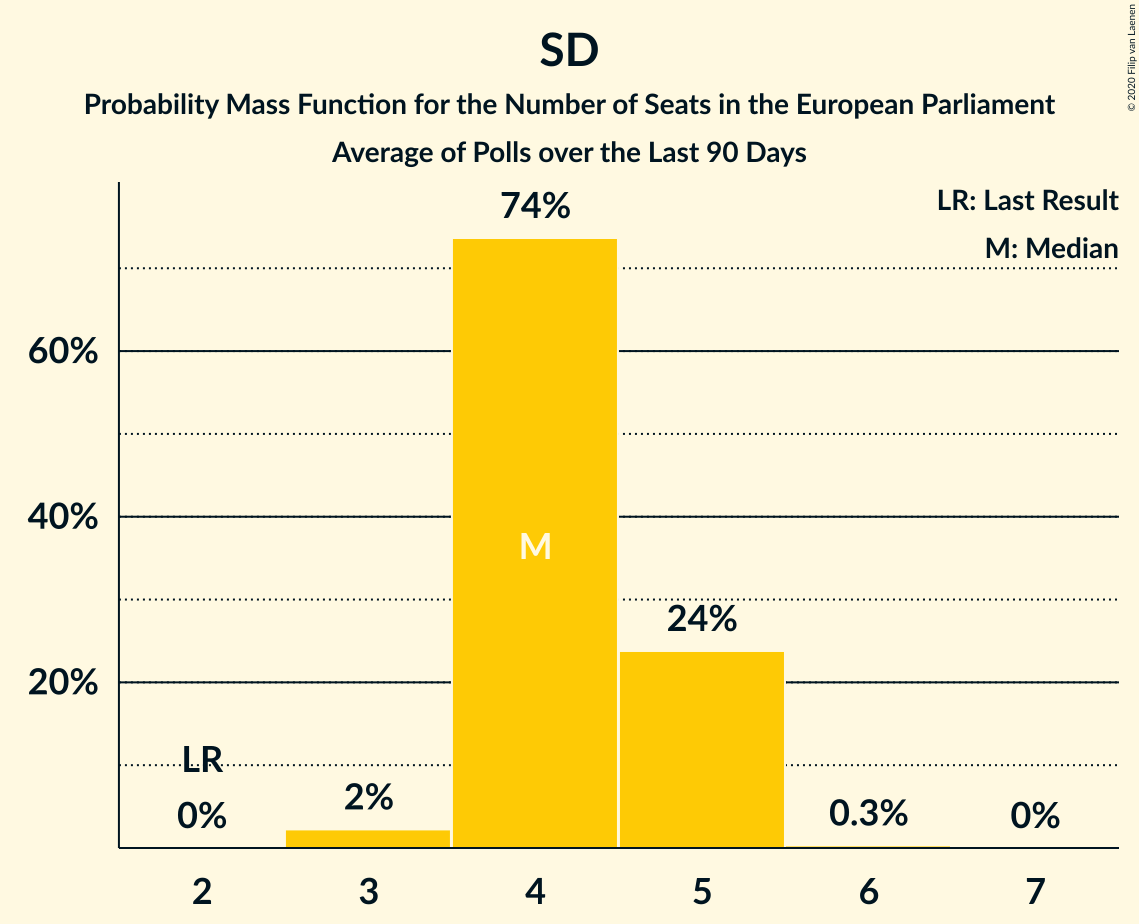 SD
Probability Mass Function for the Number of Seats in the European Parliament
Average of Polls over the Last 90 Days
© 2020 Filip van Laenen
LR: Last Result
M: Median
74%
60%
40%
M
24%
20%
LR
0%
2%
0.3%
0%
2 3 4 5 6 7